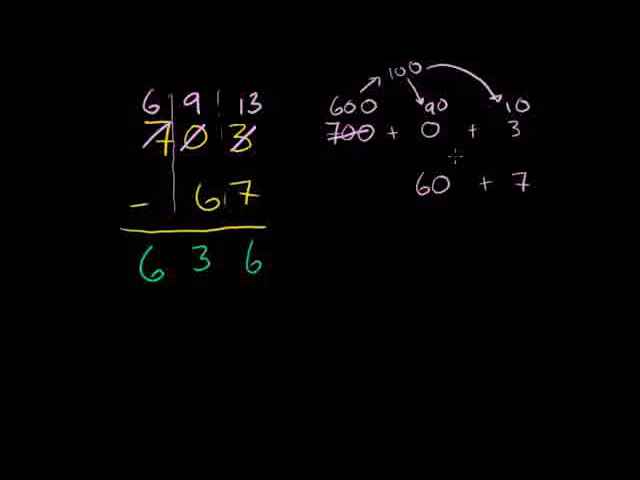 100
6 9 13 600 90 10
7 0 3 700 + 0 + 3
- 6 7 60 + 7
6 3 6